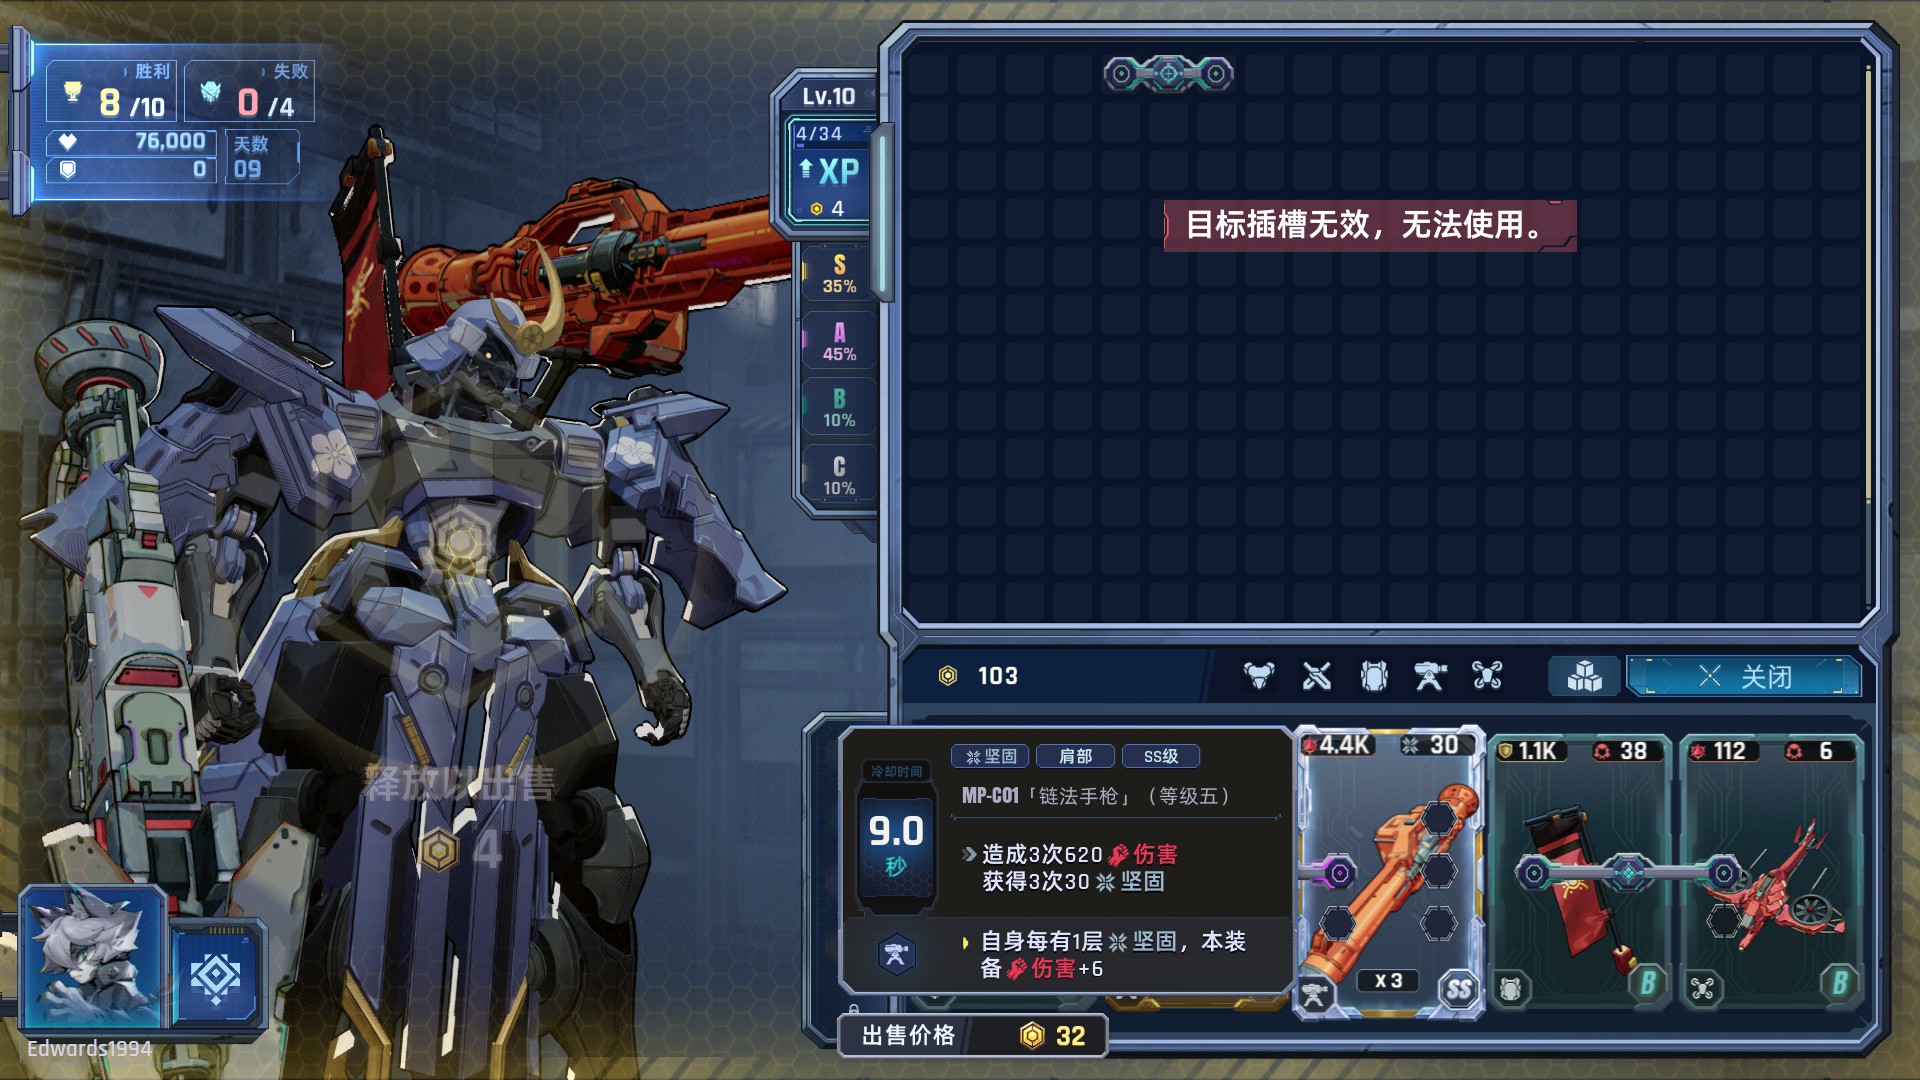 胜利
8 /10
失败
0 /4
76,000
0
天数
09
Lv.10
4/34
XP
4
S
35%
A
45%
B
10%
C
10%
目标插槽无效，无法使用。
103
关闭
冷却时间
9.0
秒
坚固
肩部
SS级
MP-C01「链法手枪」（等级五）
造成3次620伤害
获得3次30坚固
自身每有1层坚固，本装
备伤害+6
出售价格
32
4.4K
30
x3
SS
1.1K
38
B
112
6
B
释放以出售
4
Edwards1994